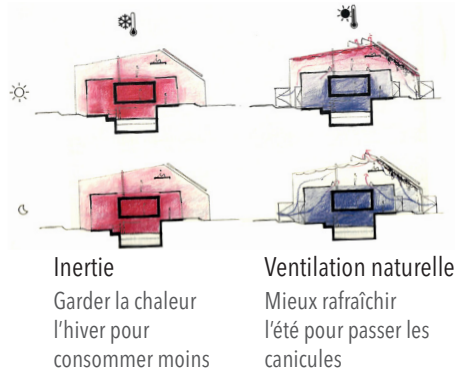 Inertie
Garder la chaleur
l'hiver pour
consommer moins
Ventilation naturelle
Mieux rafraîchir
l'été pour passer les
canicules